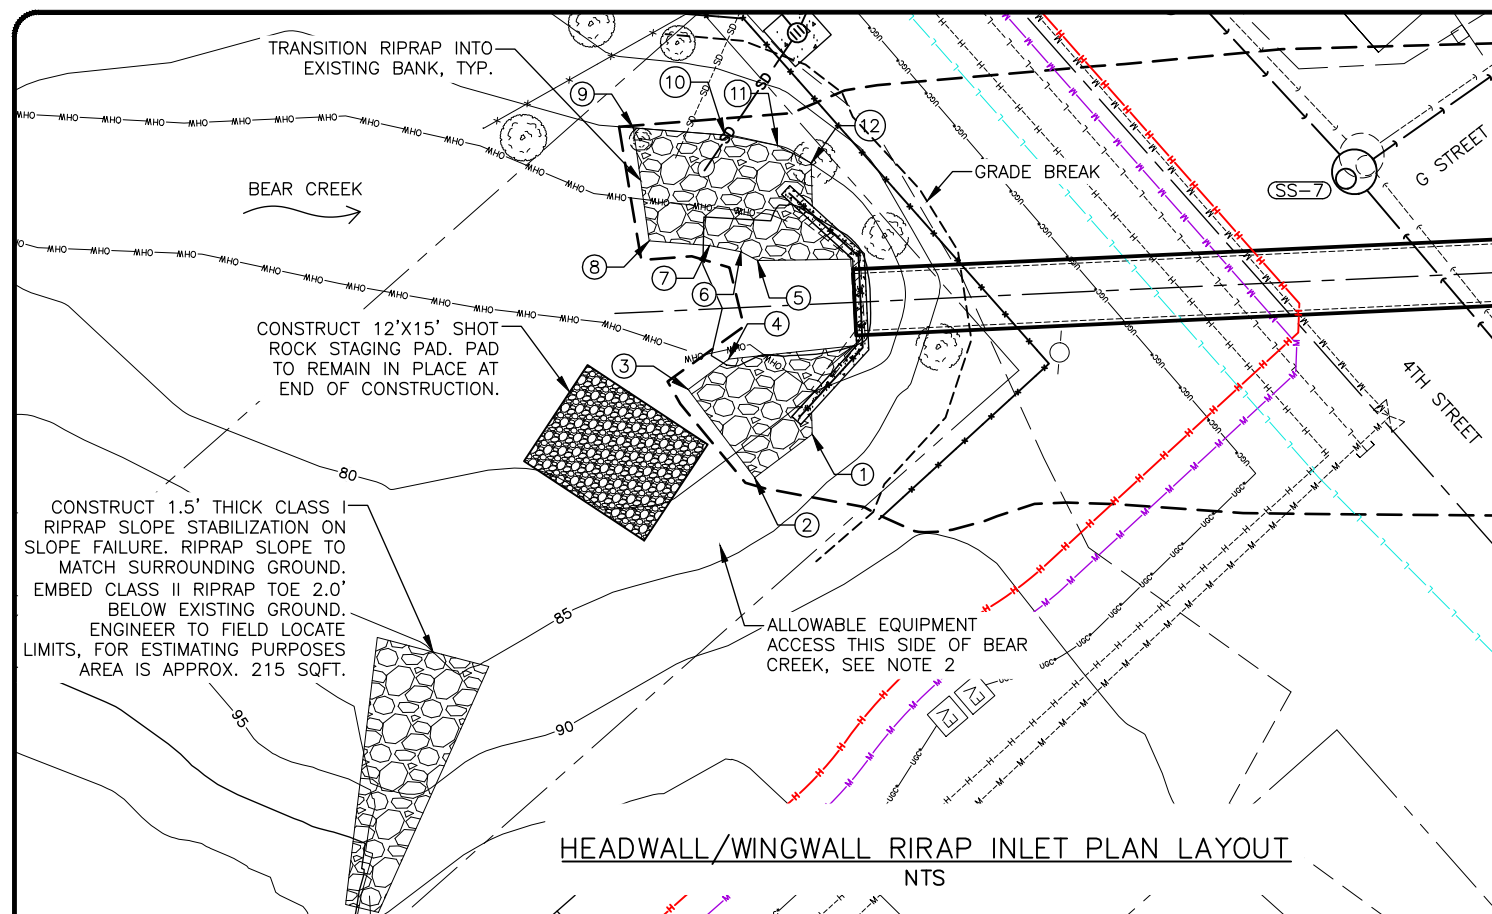 TRANSITION RIPRAP INTO
EXISTING BANK, TYP.
10
11
9
12
BEAR CREEK
GRADE BREAK
SS-7
G STREET
8
7
6
5
4
3
CONSTRUCT 12'X15' SHOT
ROCK STAGING PAD. PAD
TO REMAIN IN PLACE AT
END OF CONSTRUCTION.
4TH STREET
80
1
2
CONSTRUCT 1.5' THICK CLASS I
RIPRAP SLOPE STABILIZATION ON
SLOPE FAILURE. RIPRAP SLOPE TO
MATCH SURROUNDING GROUND.
EMBED CLASS II RIPRAP TOE 2.0'
BELOW EXISTING GROUND.
ENGINEER TO FIELD LOCATE
LIMITS, FOR ESTIMATING PURPOSES
AREA IS APPROX. 215 SQFT.
85
ALLOWABLE EQUIPMENT
ACCESS THIS SIDE OF BEAR
CREEK, SEE NOTE 2
95
90
HEADWALL/WINGWALL RIRAP INLET PLAN LAYOUT
NTS